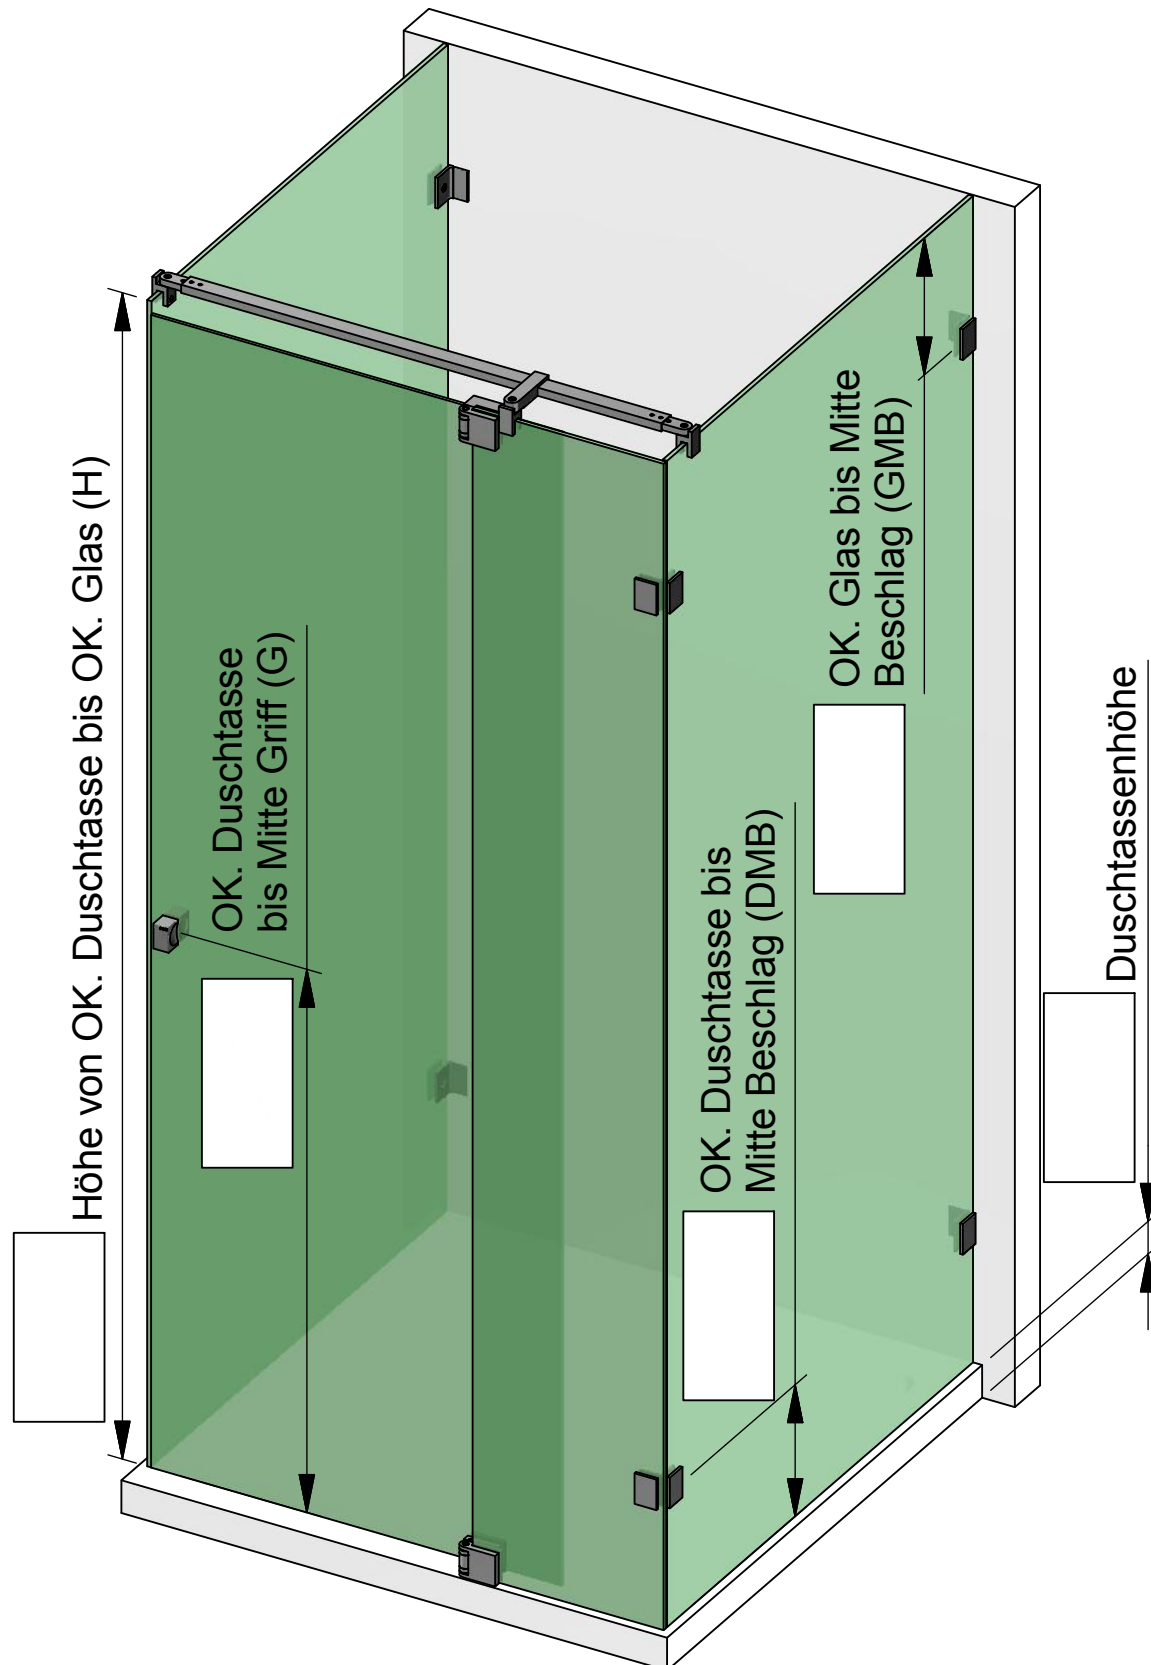 Höhe von OK. Duschtasse bis OK. Glas (H)
OK. Duschtasse
bis Mitte Griff (G)
OK. Duschtasse bis
Mitte Beschlag (DMB)
OK. Glas bis Mitte
Beschlag (GMB)
Duschtassenhöhe